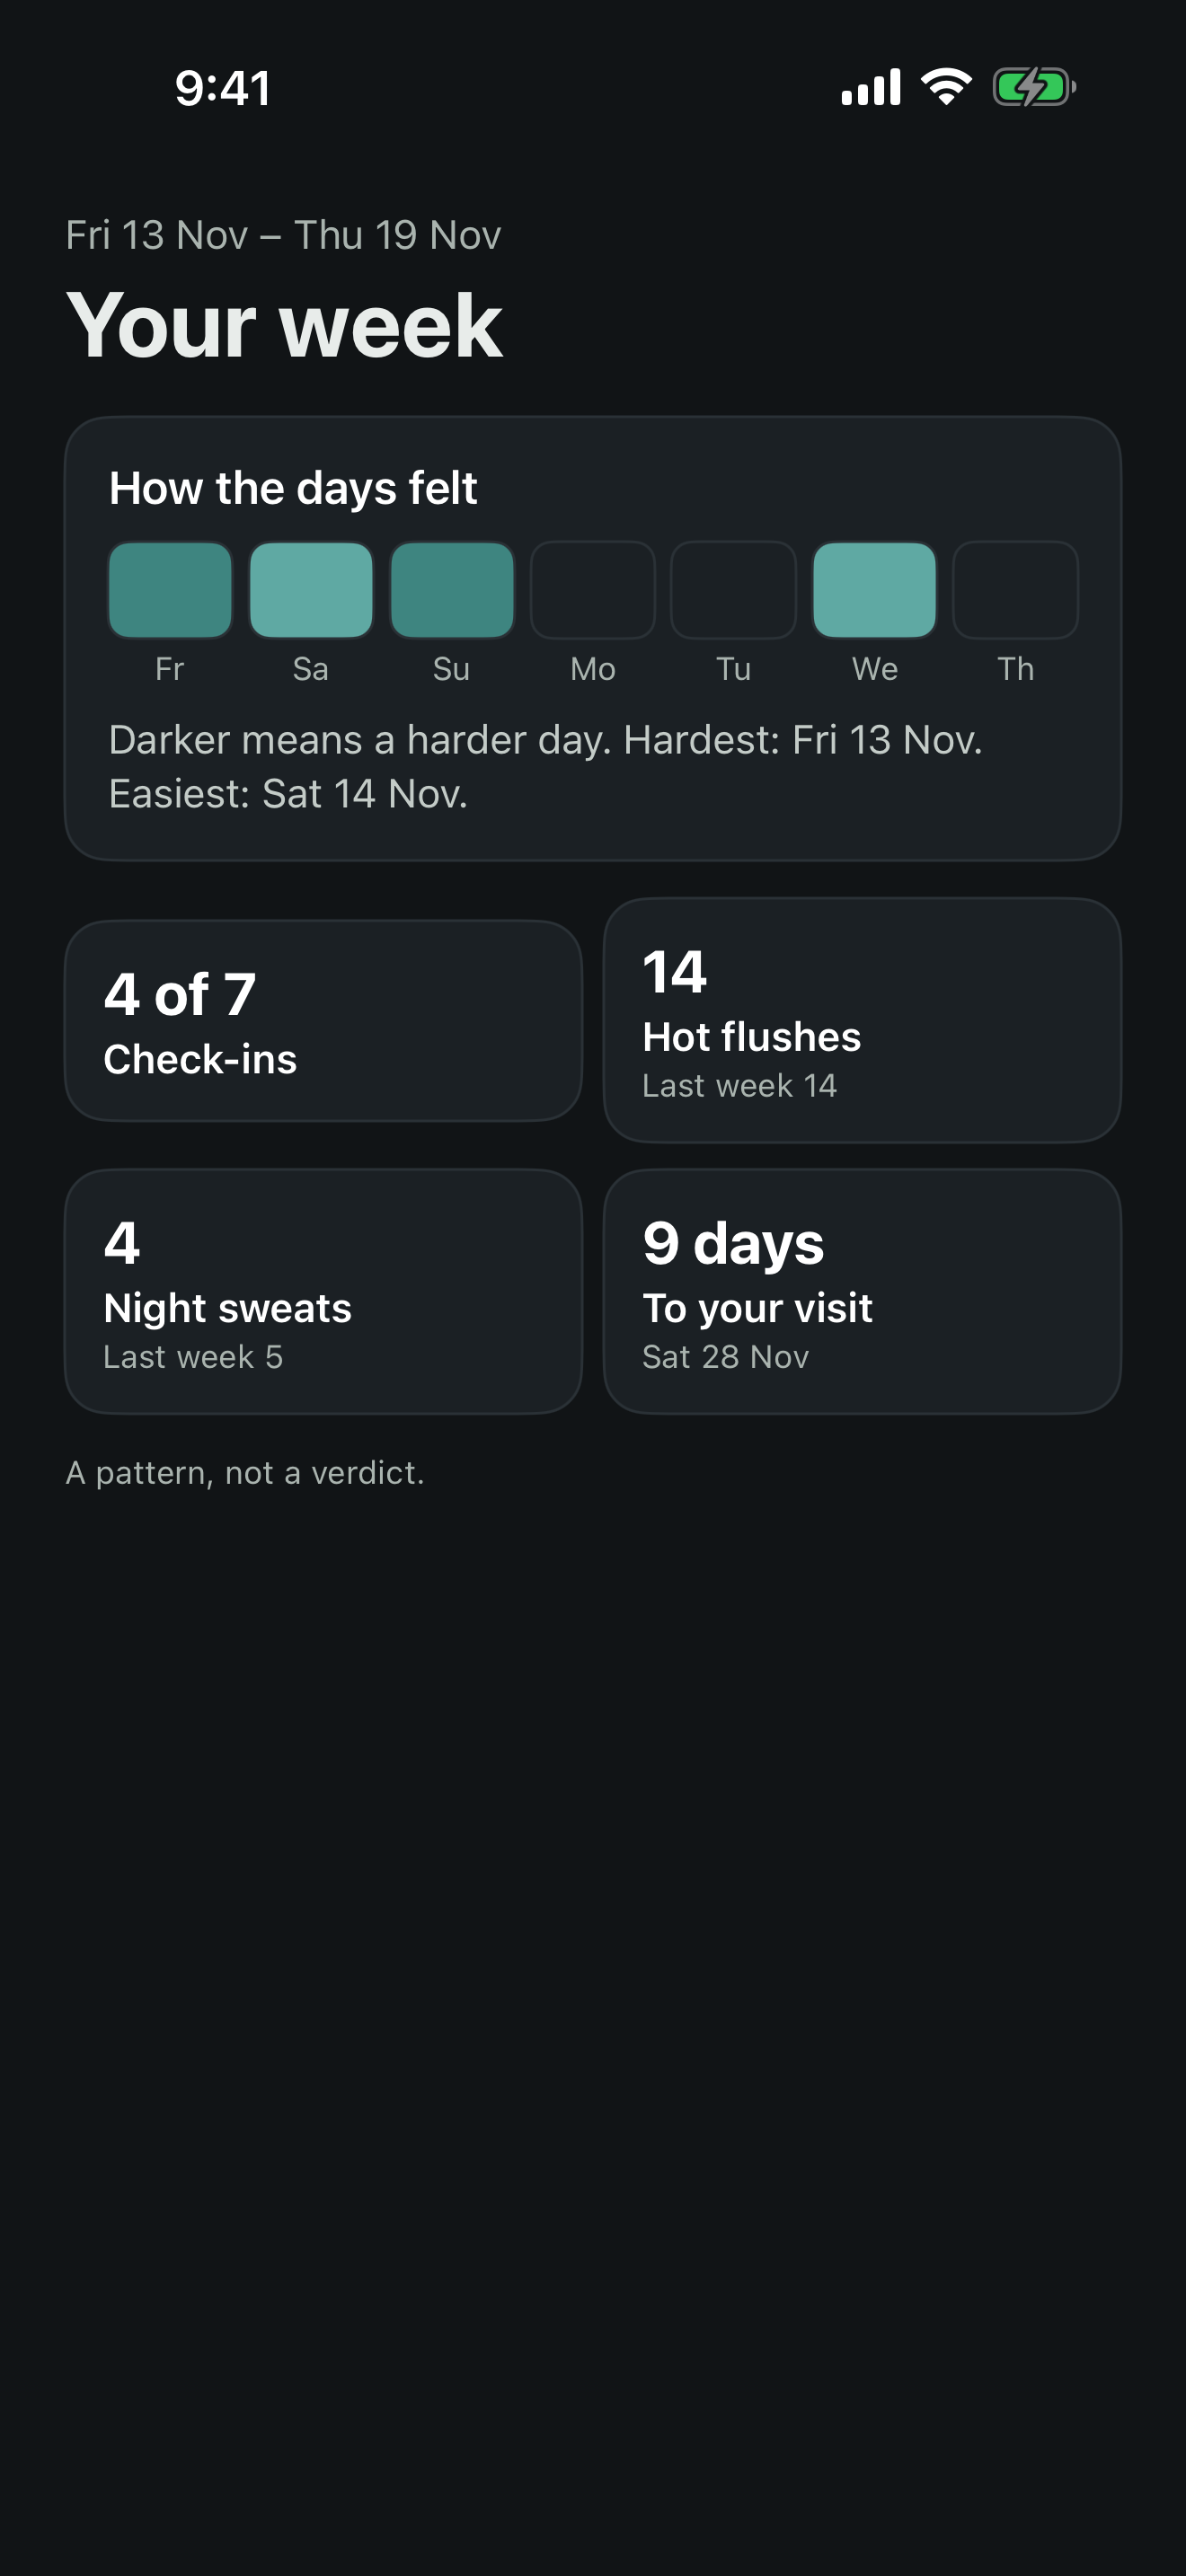 9:41
Fri 13 Nov – Thu 19 Nov
Your week
How the days felt
Fr Sa Su Mo Tu We Th
Darker means a harder day. Hardest: Fri 13 Nov.
Easiest: Sat 14 Nov.
4 of 7
Check-ins
14
Hot flushes
Last week 14
4
Night sweats
Last week 5
9 days
To your visit
Sat 28 Nov
A pattern, not a verdict.